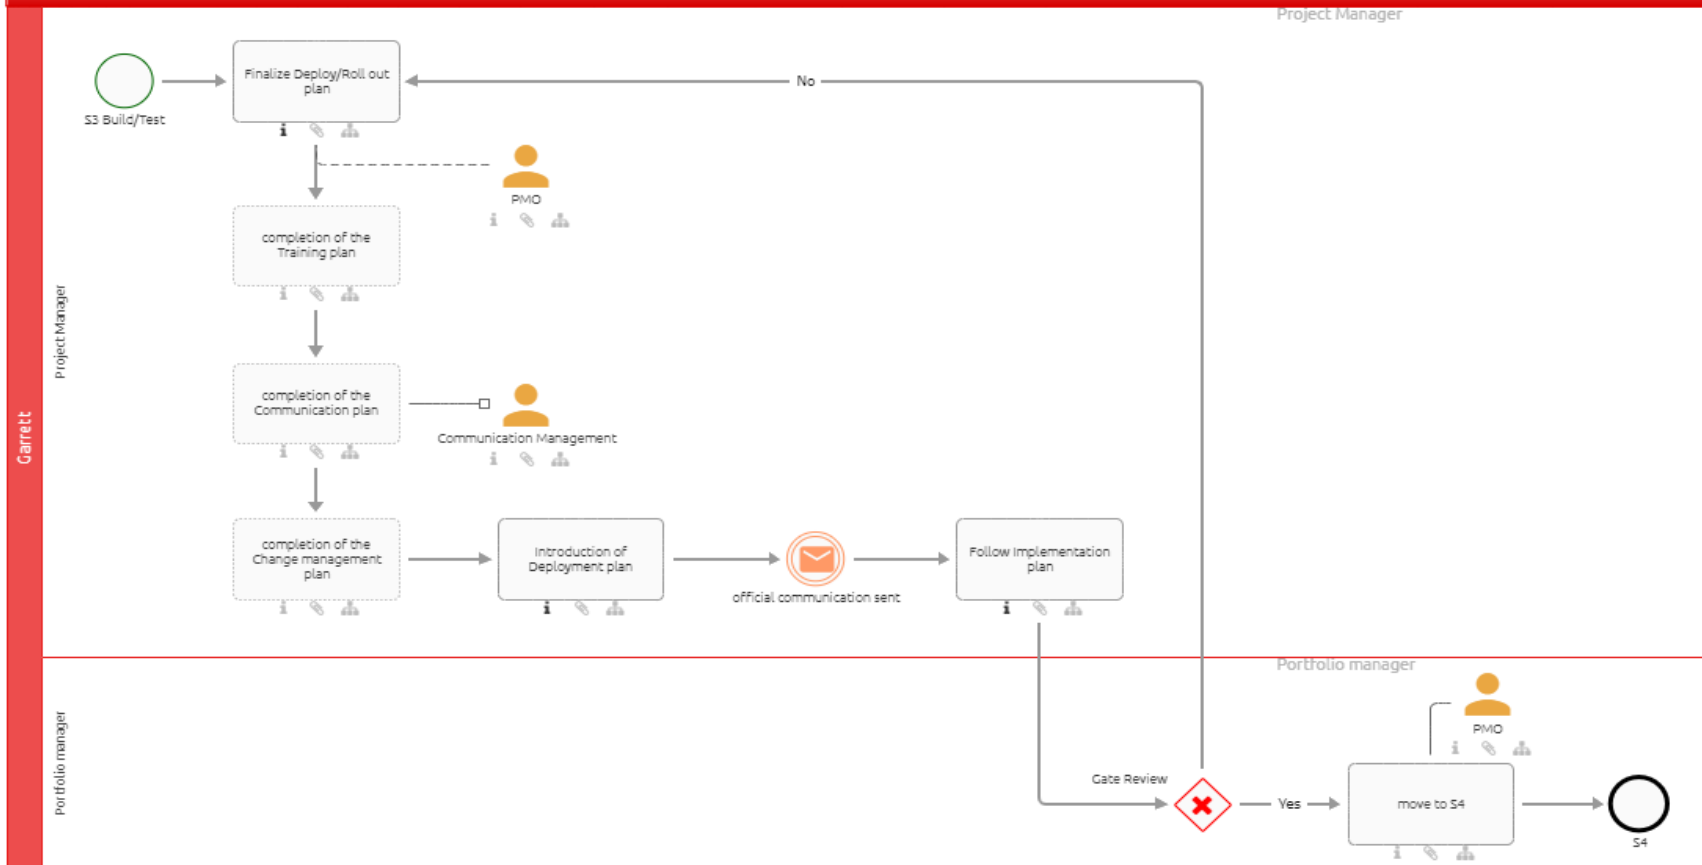 Project Manager
Finalize Deploy/Roll out
plan
No
S3 Build/Test
PMO
completion of the
Training plan
Project Manager
completion of the
Communication plan
Communication Management
Garrett
completion of the
Change management
plan
Introduction of
Deployment plan
official communication sent
Follow Implementation
plan
Portfolio manager
PMO
Portfolio manager
Gate Review
Yes
move to S4
S4